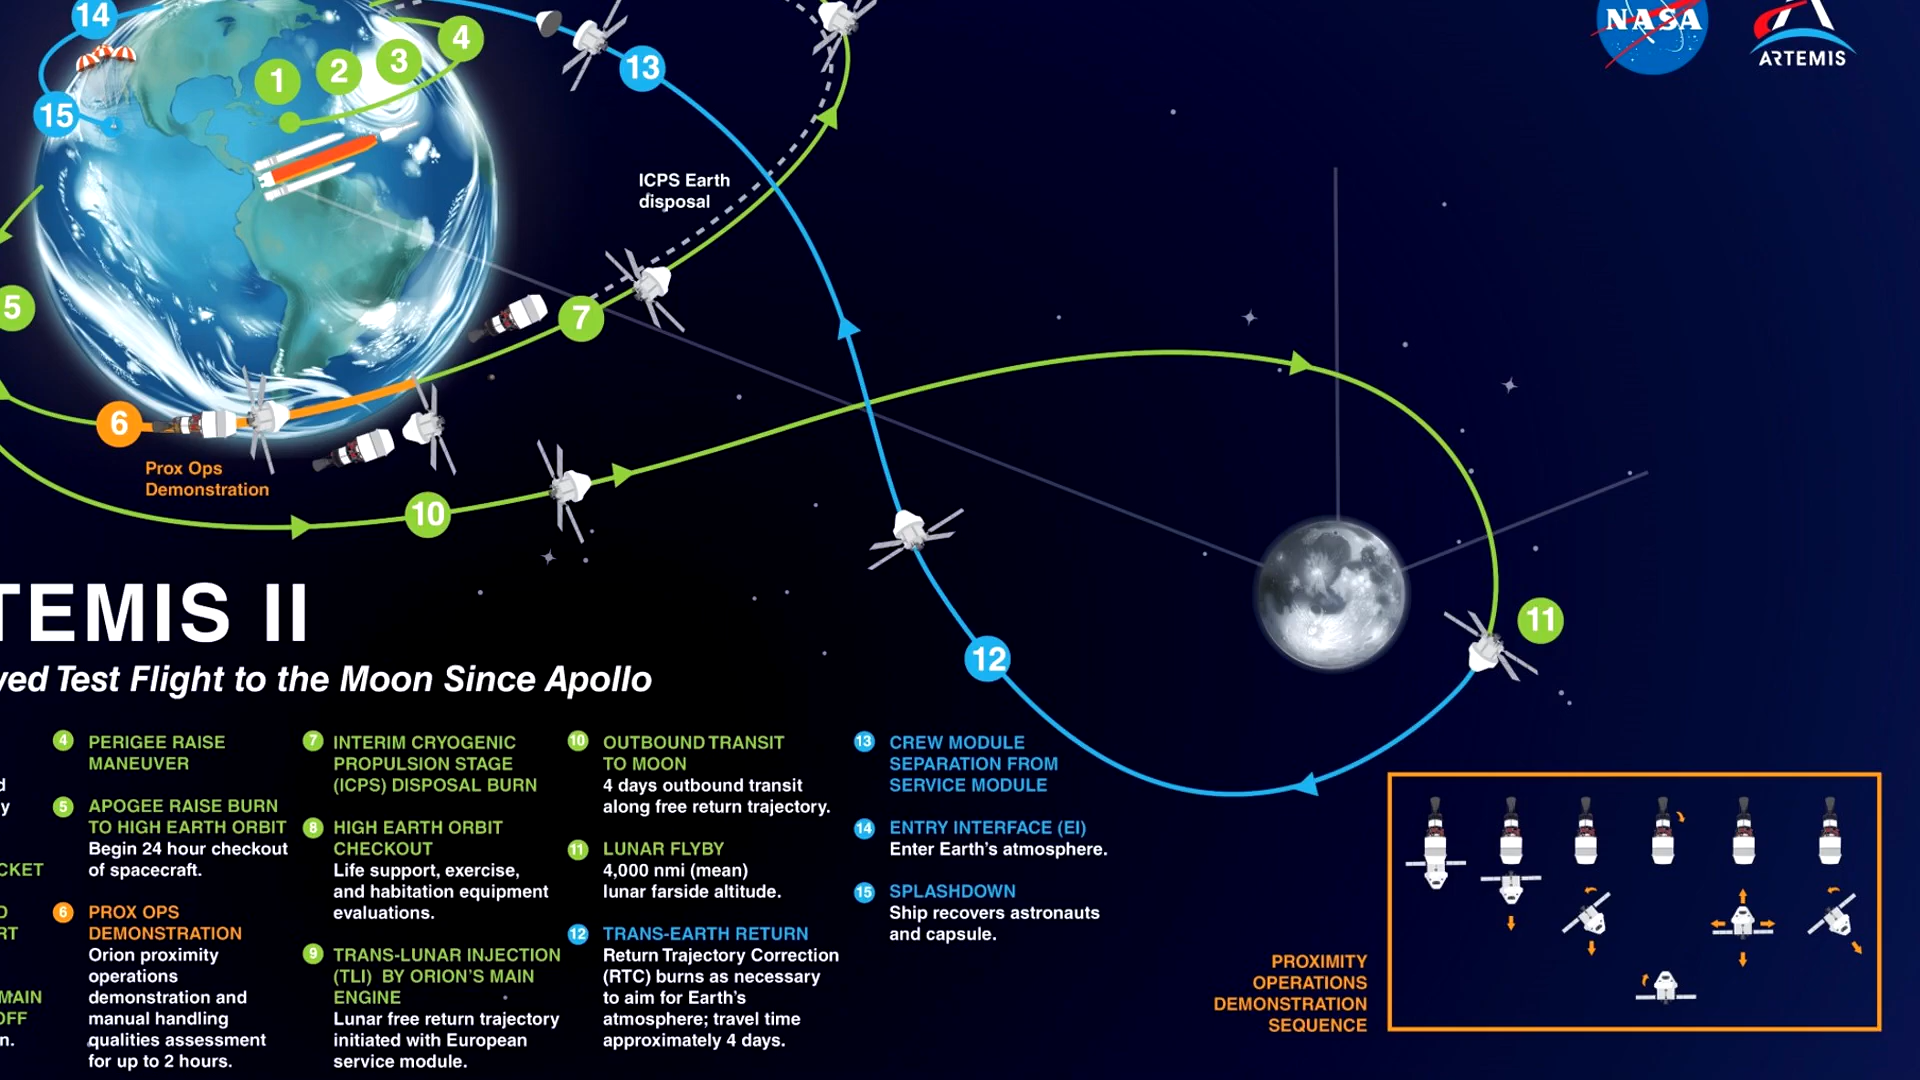 14
NASA
ARTEMIS
4
3
2
1
13
15
ICPS Earth
disposal
5
7
6
Prox Ops
Demonstration
10
11
12
TEMIS II
yed Test Flight to the Moon Since Apollo
d
y
CKET
D
RT
MAIN
OFF
n.
4 PERIGEE RAISE
MANEUVER
5 APOGEE RAISE BURN
TO HIGH EARTH ORBIT
Begin 24 hour checkout
of spacecraft.
6 PROX OPS
DEMONSTRATION
Orion proximity
operations
demonstration and
manual handling
qualities assessment
for up to 2 hours.
7 INTERIM CRYOGENIC
PROPULSION STAGE
(ICPS) DISPOSAL BURN
8 HIGH EARTH ORBIT
CHECKOUT
Life support, exercise,
and habitation equipment
evaluations.
9 TRANS-LUNAR INJECTION
(TLI) BY ORION'S MAIN
ENGINE
Lunar free return trajectory
initiated with European
service module.
10 OUTBOUND TRANSIT
TO MOON
4 days outbound transit
along free return trajectory.
11 LUNAR FLYBY
4,000 nmi (mean)
lunar farside altitude.
12 TRANS-EARTH RETURN
Return Trajectory Correction
(RTC) burns as necessary
to aim for Earth's
atmosphere; travel time
approximately 4 days.
13 CREW MODULE
SEPARATION FROM
SERVICE MODULE
14 ENTRY INTERFACE (EI)
Enter Earth's atmosphere.
15 SPLASHDOWN
Ship recovers astronauts
and capsule.
PROXIMITY
OPERATIONS
DEMONSTRATION
SEQUENCE